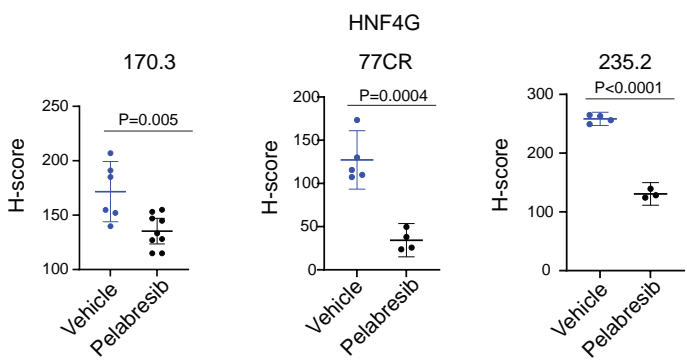 HNF4G
170.3
H-score
250
200
150
100
P=0.005
Vehicle
Pelabresib
77CR
H-score
200
150
100
50
0
P=0.0004
Vehicle
Pelabresib
235.2
H-score
300
200
100
0
P<0.0001
Vehicle
Pelabresib